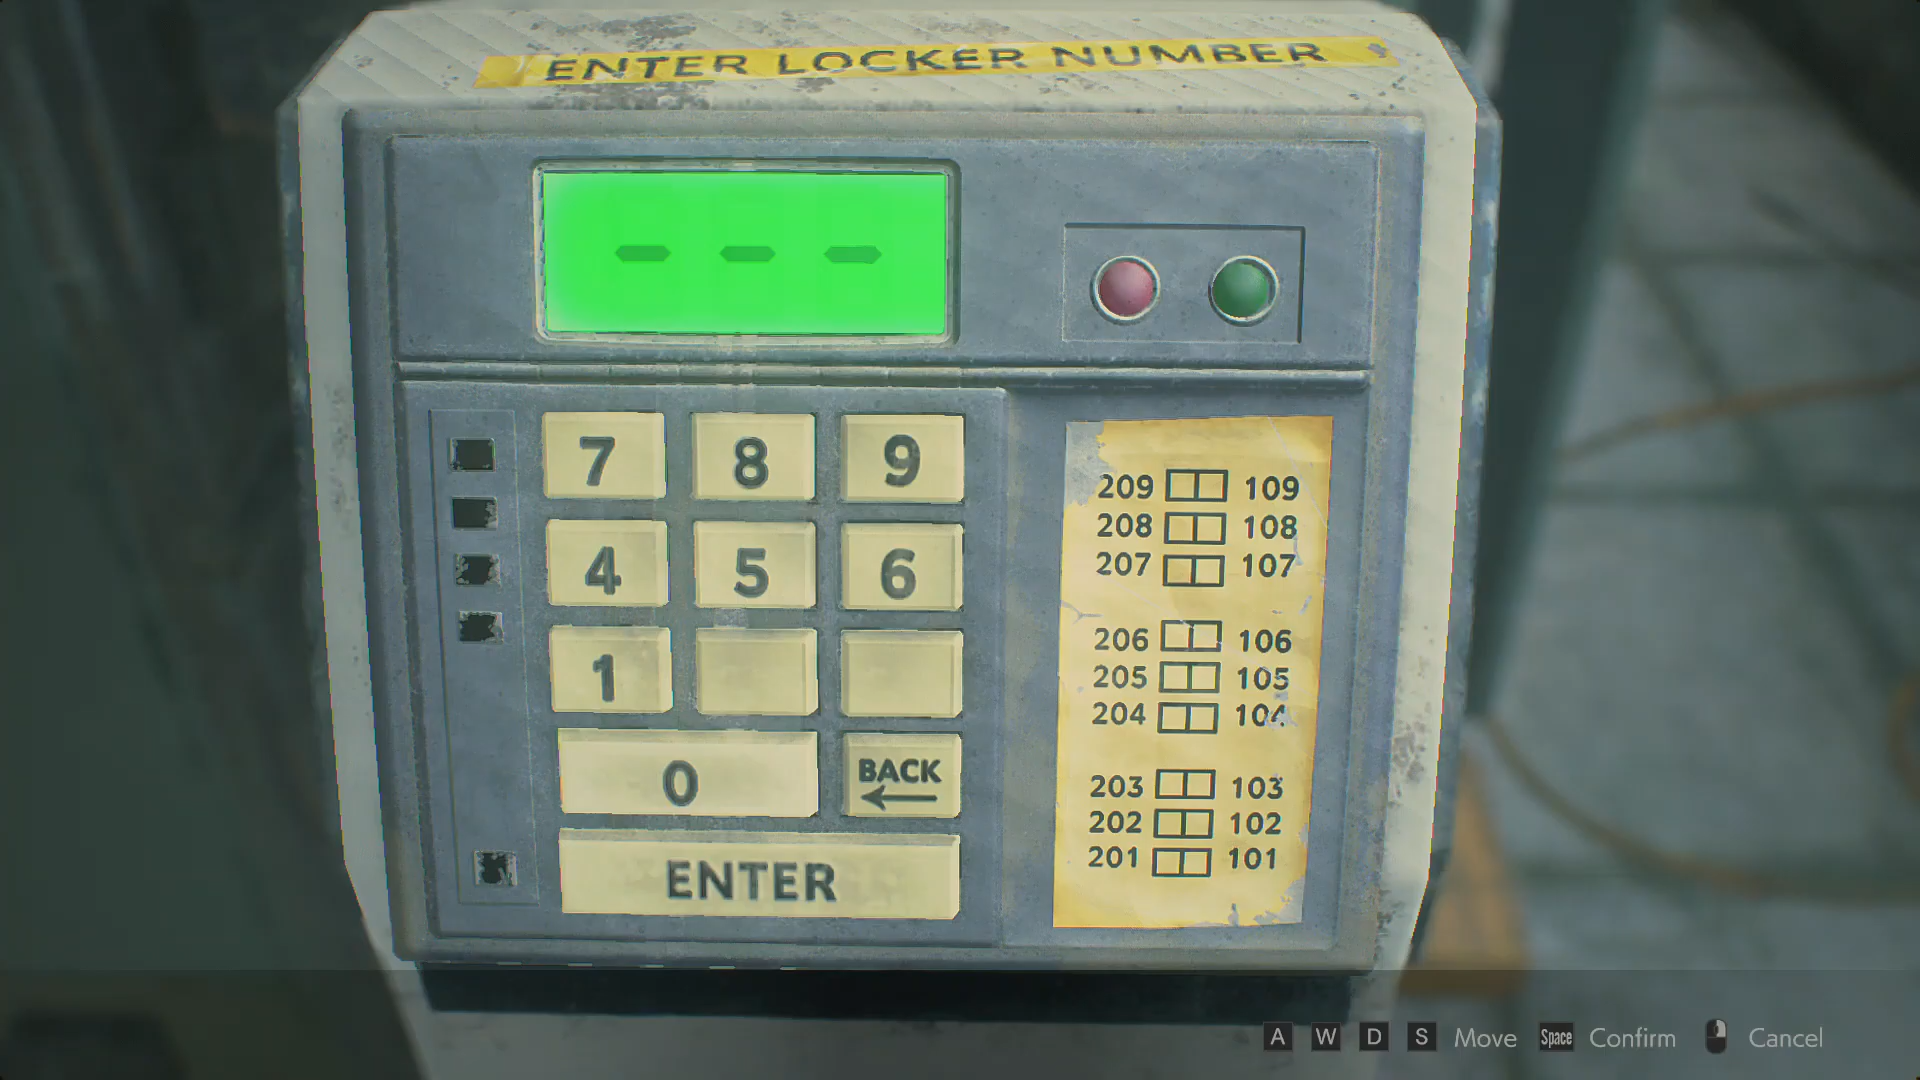 ENTER LOCKER NUMBER
- - -
7 8 9
4 5 6
1
0 BACK
ENTER
209 109
208 108
207 107
206 106
205 105
204 104
203 103
202 102
201 101
A W D S Move Space Confirm Cancel